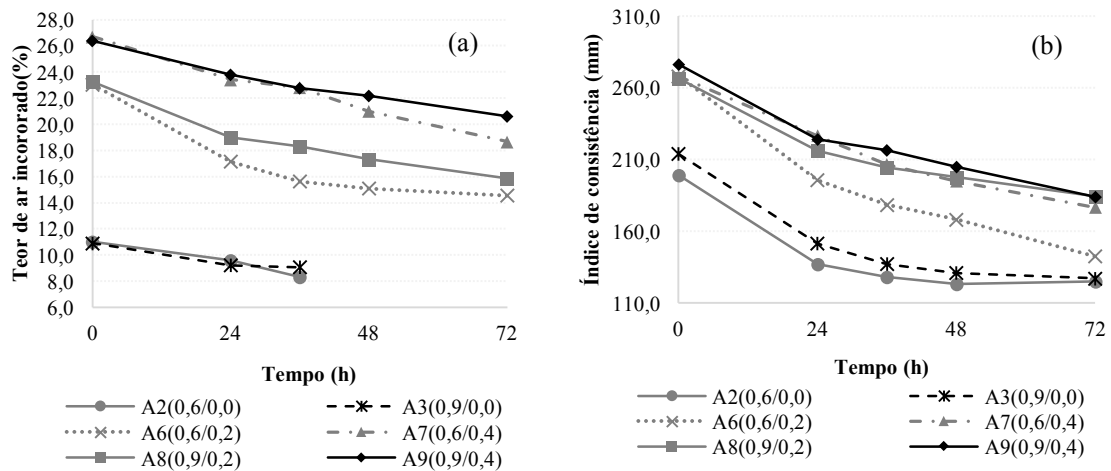 (a)
Teor de ar incororado(%)
28,0
26,0
24,0
22,0
20,0
18,0
16,0
14,0
12,0
10,0
8,0
6,0
0
24
48
72
Tempo (h)
A2(0,6/0,0)
A3(0,9/0,0)
A6(0,6/0,2)
A7(0,6/0,4)
A8(0,9/0,2)
A9(0,9/0,4)
(b)
Índice de consistência (mm)
310,0
260,0
210,0
160,0
110,0
0
24
48
72
Tempo (h)
A2(0,6/0,0)
A3(0,9/0,0)
A6(0,6/0,2)
A7(0,6/0,4)
A8(0,9/0,2)
A9(0,9/0,4)